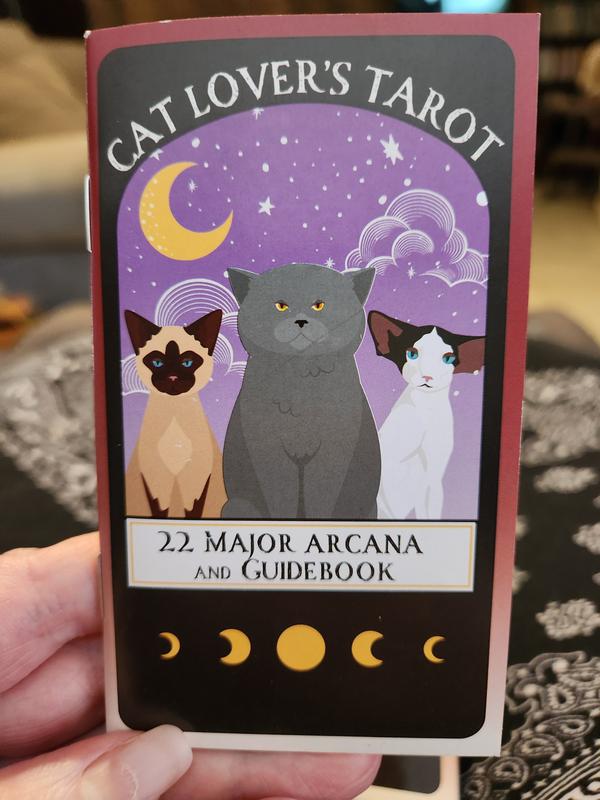 CAT LOVER'S TAROT
22 MAJOR ARCANA
AND GUIDEBOOK